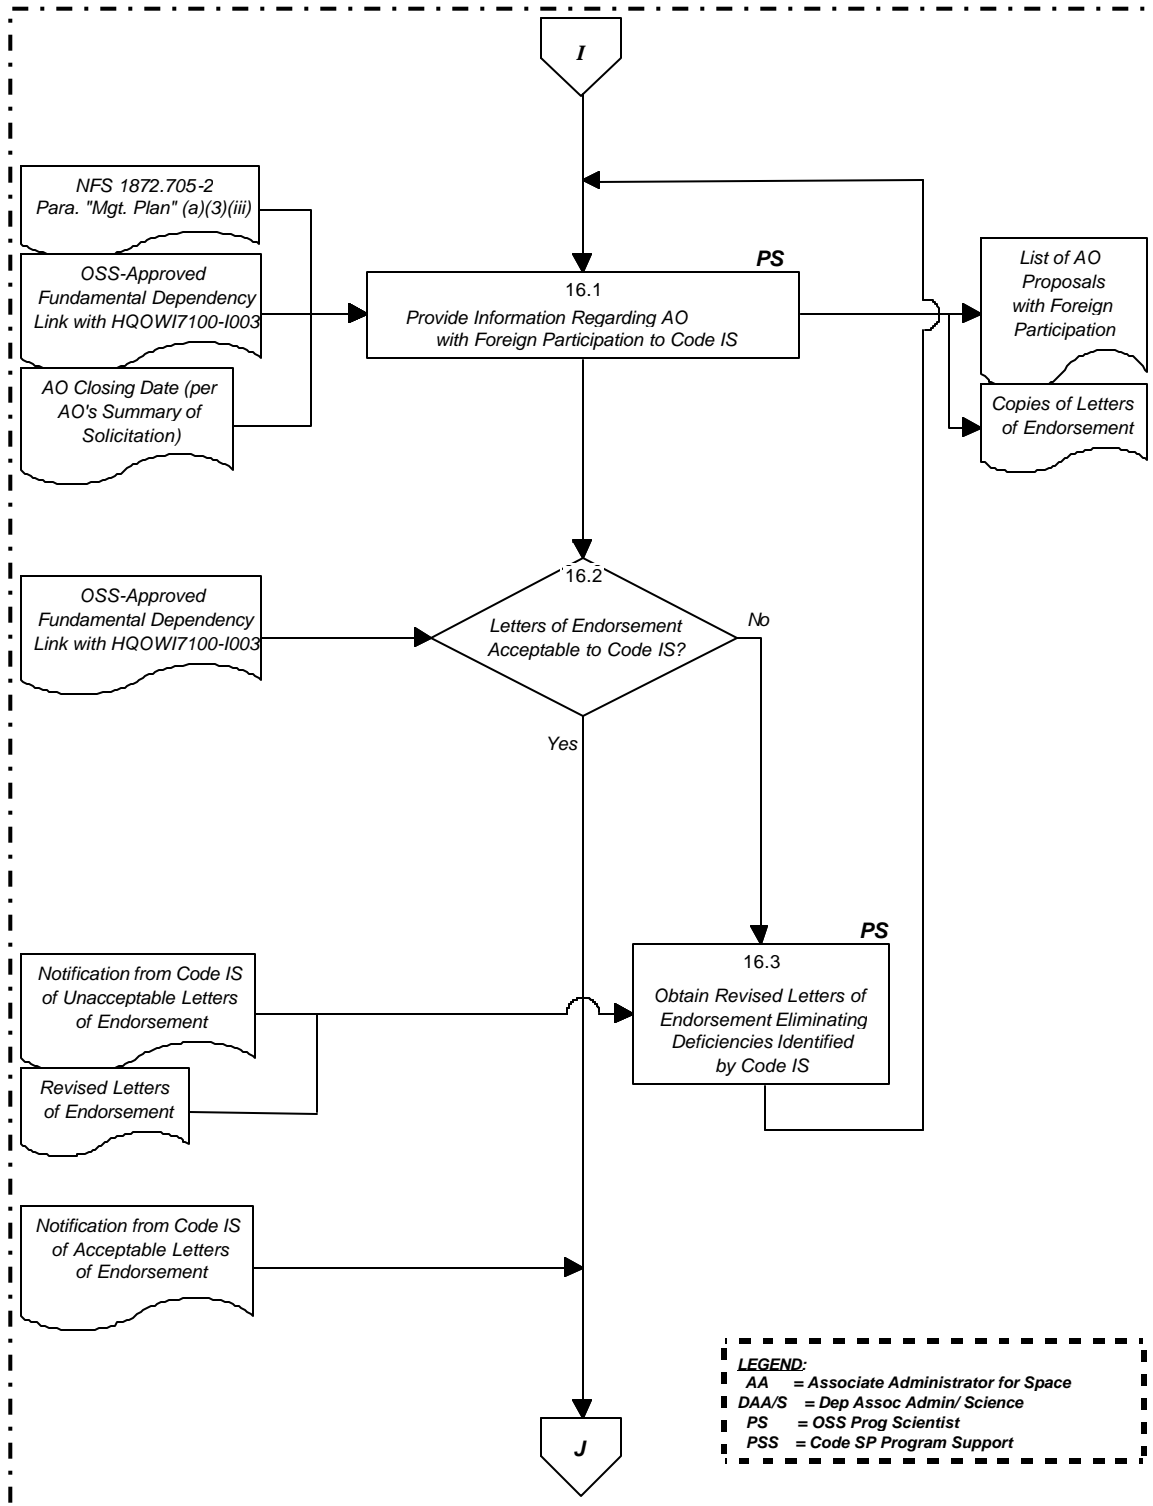 I
NFS 1872.705-2
Para. "Mgt. Plan" (a)(3)(iii)
OSS-Approved
Fundamental Dependency
Link with HQOWI7100-I003
AO Closing Date (per
AO's Summary of
Solicitation)
PS
16.1
Provide Information Regarding AO
with Foreign Participation to Code IS
List of AO
Proposals
with Foreign
Participation
Copies of Letters
of Endorsement
OSS-Approved
Fundamental Dependency
Link with HQOWI7100-I003
16.2
Letters of Endorsement
Acceptable to Code IS?
No
Yes
PS
16.3
Obtain Revised Letters of
Endorsement Eliminating
Deficiencies Identified
by Code IS
Notification from Code IS
of Unacceptable Letters
of Endorsement
Revised Letters
of Endorsement
Notification from Code IS
of Acceptable Letters
of Endorsement
LEGEND:
AA = Associate Administrator for Space
DAA/S = Dep Assoc Admin/ Science
PS = OSS Prog Scientist
PSS = Code SP Program Support
J